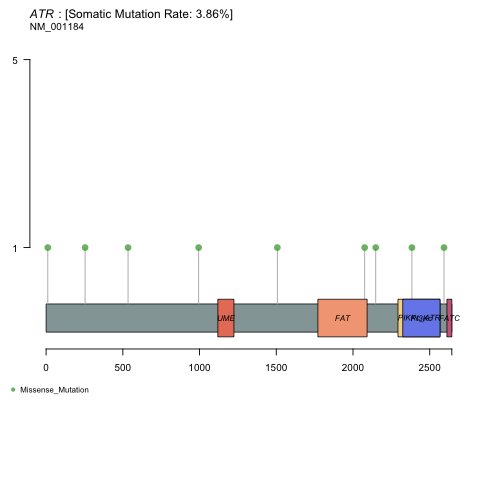 ATR : [Somatic Mutation Rate: 3.86%]
NM_001184
5
1
UME
FAT
FATC
0
500
1000
1500
2000
2500
Missense_Mutation